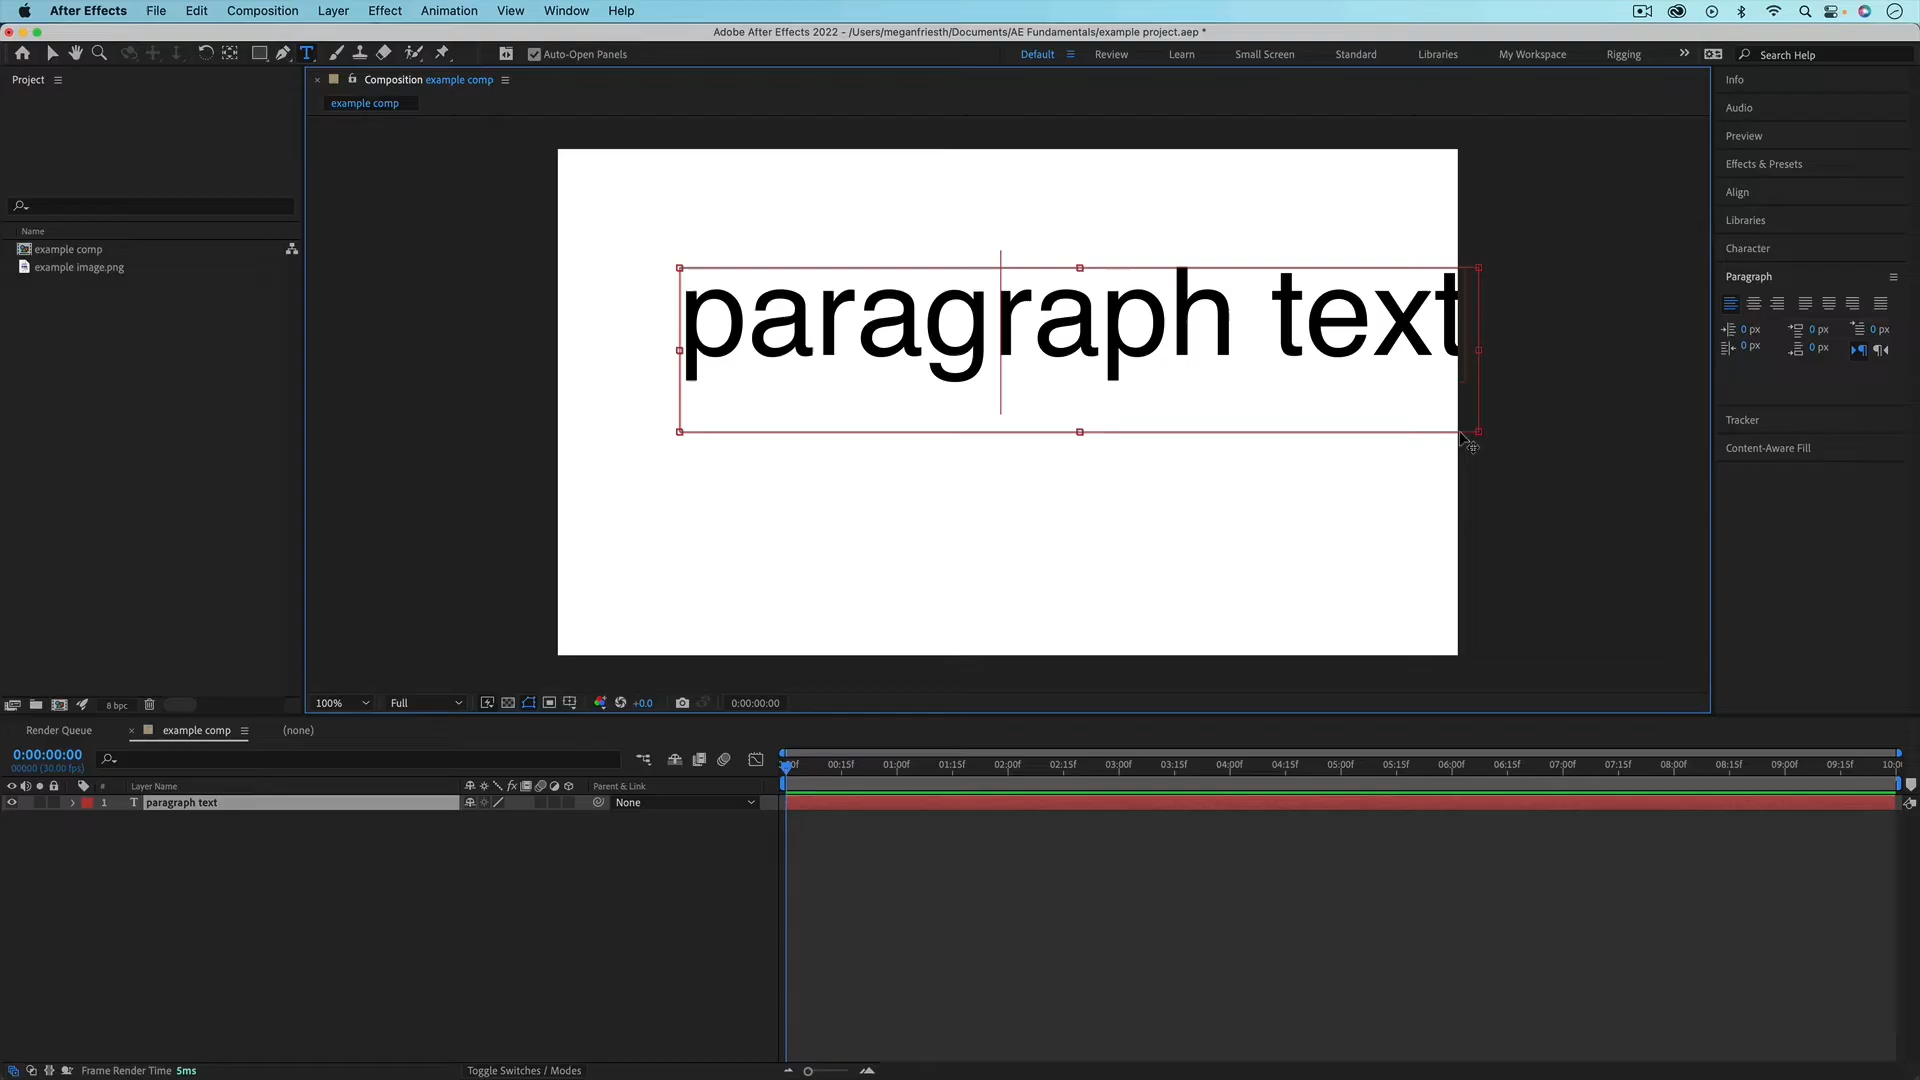 After Effects File Edit Composition Layer Effect Animation View Window Help
Adobe After Effects 2022 - /Users/meganfriesth/Documents/AE Fundamentals/example project.aep *
Auto-Open Panels Default Review Learn Small Screen Standard Libraries My Workspace Rigging Search Help
Project
Composition example comp
example comp
Name
example comp
example image.png
paragraph text
Info
Audio
Preview
Effects & Presets
Align
Libraries
Character
Paragraph
0 px 0 px 0 px
0 px 0 px
Tracker
Content-Aware Fill
8 bpc
100% Full +0.0 0:00:00:00
Render Queue example comp (none)
0:00:00:00
00000 (30.00 fps)
:00f 00:15f 01:00f 01:15f 02:00f 02:15f 03:00f 03:15f 04:00f 04:15f 05:00f 05:15f 06:00f 06:15f 07:00f 07:15f 08:00f 08:15f 09:00f 09:15f 10:00
# Layer Name fx Parent & Link
1 T paragraph text None
Frame Render Time 5ms
Toggle Switches / Modes